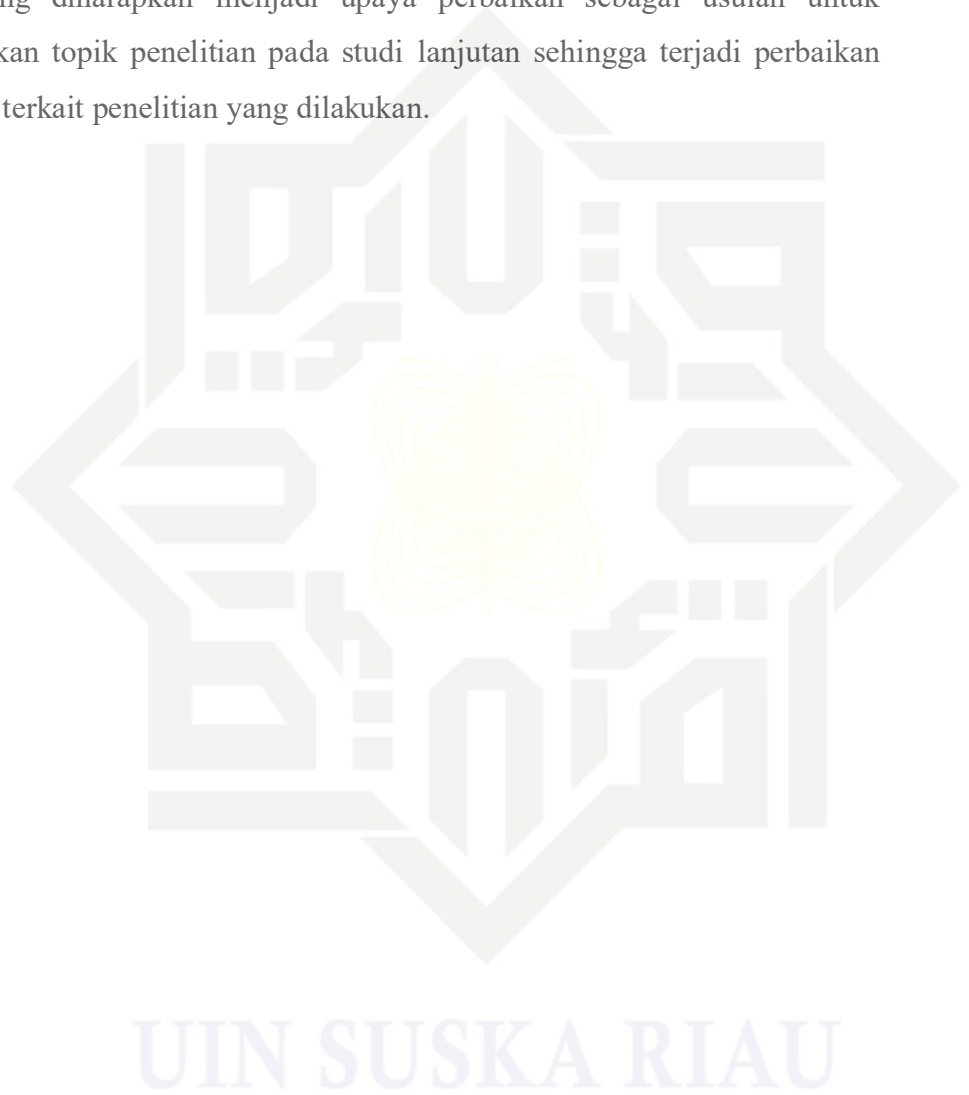 diharapkan menjadi upaya perbaikan sebagai usulan untuk
kan topik penelitian pada studi lanjutan sehingga terjadi perbaikan
terkait penelitian yang dilakukan.
UIN SUSKA RIAU